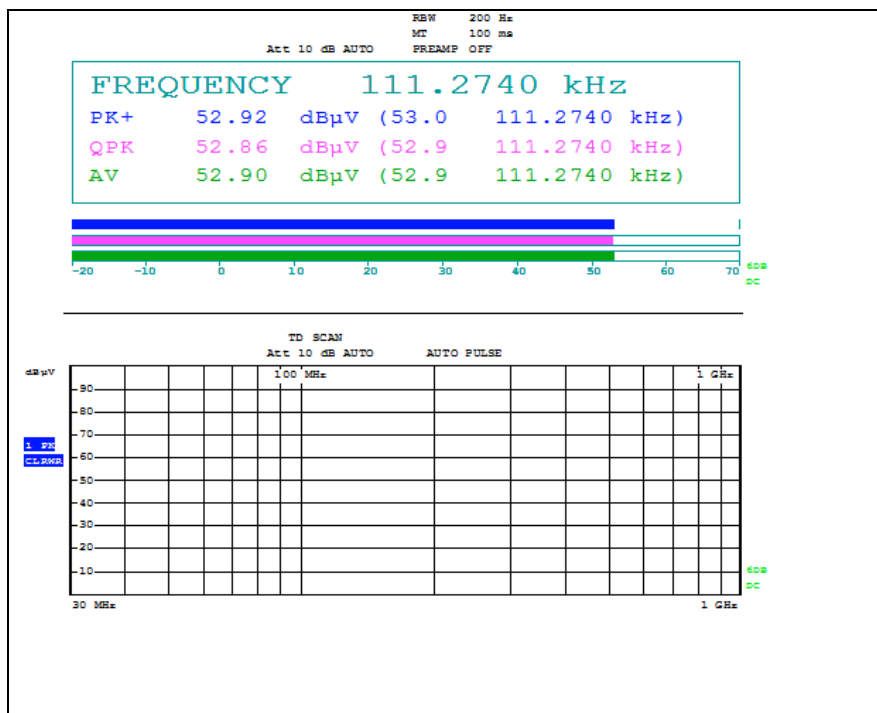 RBW 200 Hz
MT 100 ms
Att 10 dB AUTO PREAMP OFF
FREQUENCY 111.2740 kHz
PK+ 52.92 dBµV (53.0 111.2740 kHz)
QPK 52.86 dBµV (52.9 111.2740 kHz)
AV 52.90 dBµV (52.9 111.2740 kHz)
-20 -10 0 10 20 30 40 50 60 70
6DB
DC
TD SCAN
Att 10 dB AUTO AUTO PULSE
dBµV
100 MHz 1 GHz
90
80
70
1 PK
CLRWR
60
50
40
30
20
10
6DB
DC
30 MHz 1 GHz